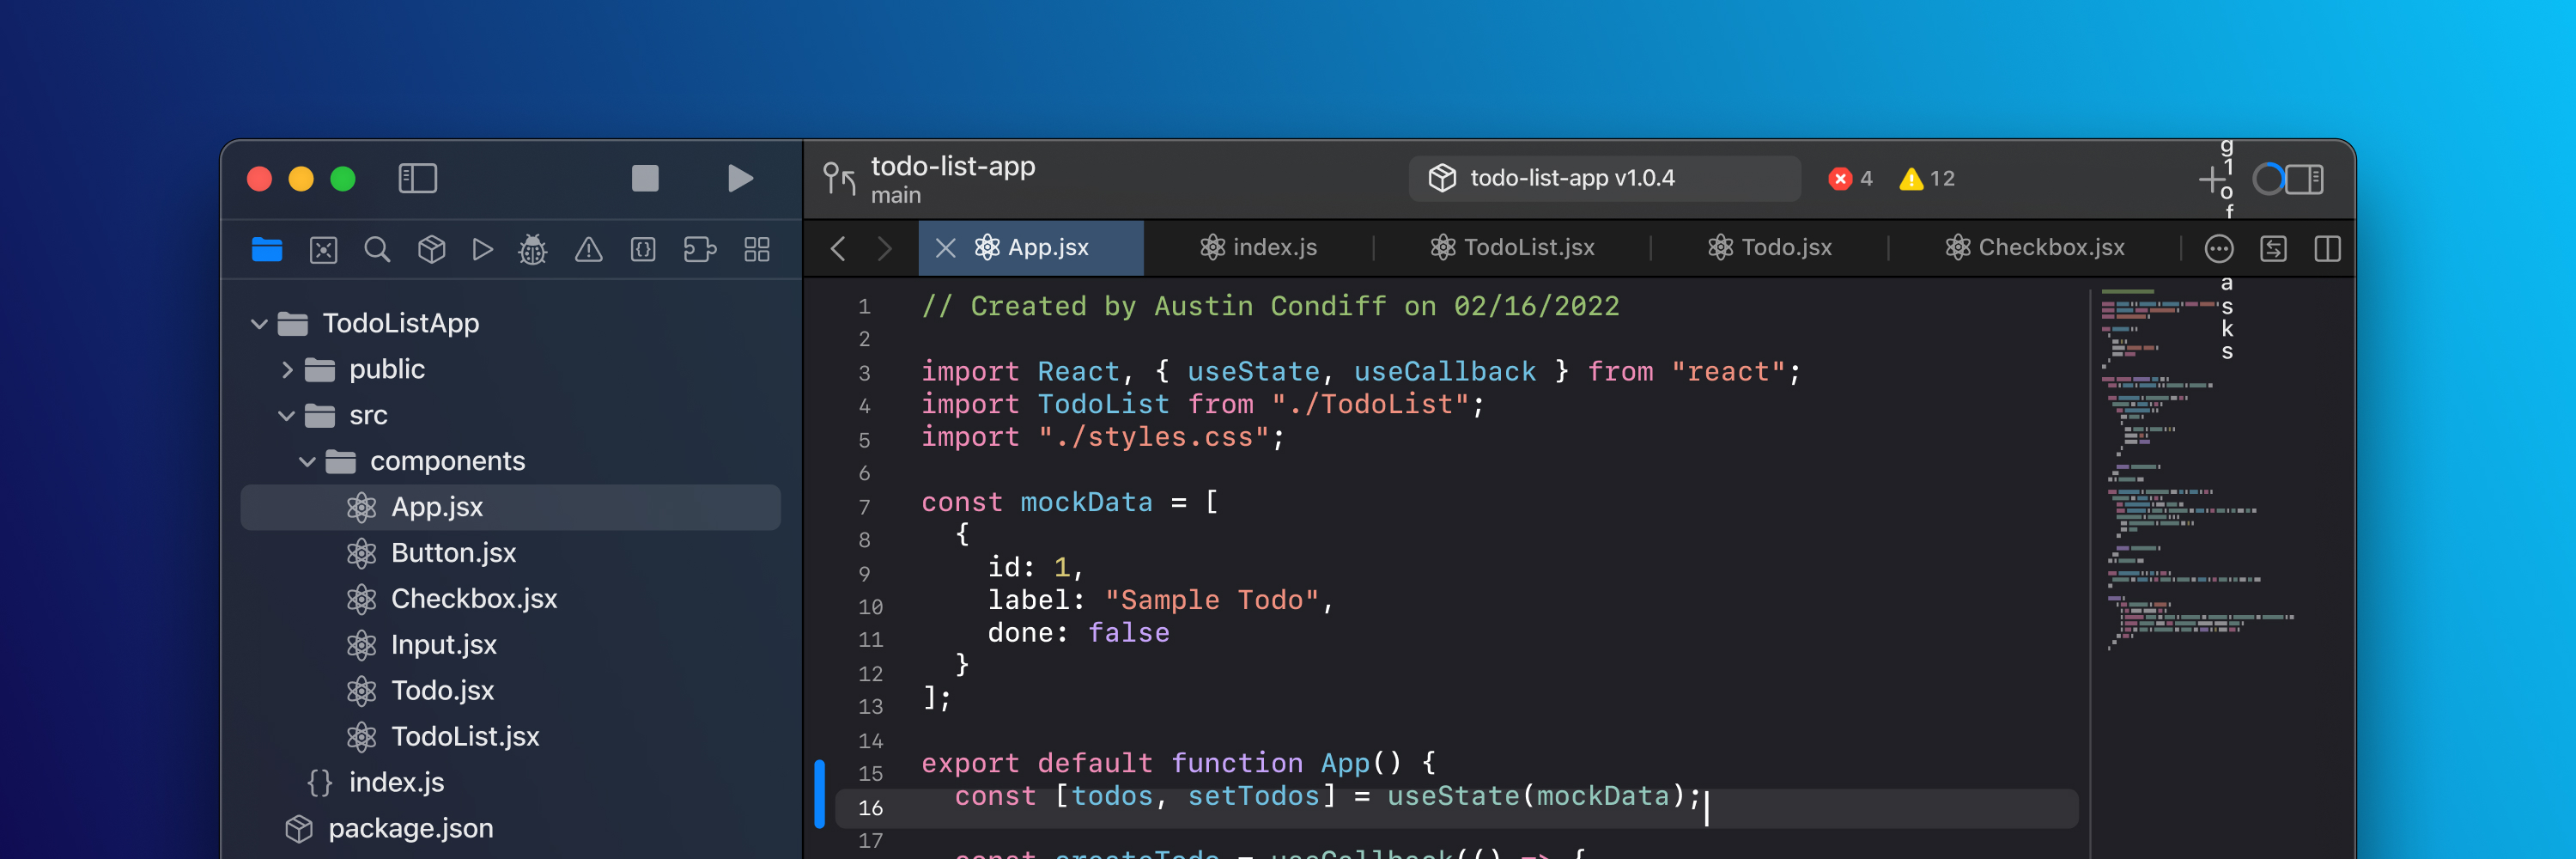 todo-list-app
main
todo-list-app v1.0.4
4
12
App.jsx
index.js
TodoList.jsx
Todo.jsx
Checkbox.jsx
TodoListApp
public
src
components
App.jsx
Button.jsx
Checkbox.jsx
Input.jsx
Todo.jsx
TodoList.jsx
index.js
package.json
1 // Created by Austin Condiff on 02/16/2022
2
3 import React, { useState, useCallback } from "react";
4 import TodoList from "./TodoList";
5 import "./styles.css";
6
7 const mockData = [
8 {
9 id: 1,
10 label: "Sample Todo",
11 done: false
12 }
13 ];
14
15 export default function App() {
16 const [todos, setTodos] = useState(mockData);
17 const createTodo = useCallback(() => {